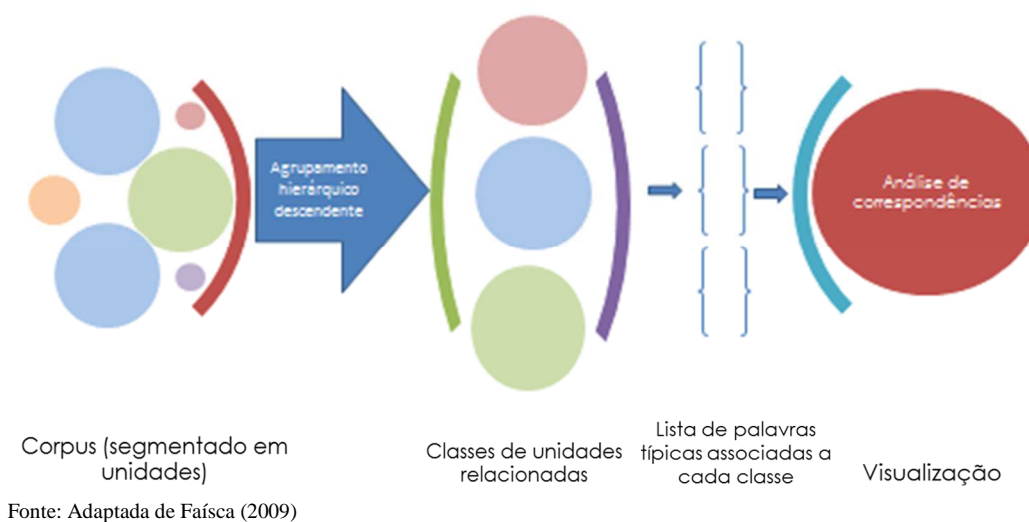 Agrupamento
hierárquico
descendente
Análise de
correspondências
Corpus (segmentado em
unidades)
Classes de unidades
relacionadas
Lista de palavras
típicas associadas a
cada classe
Visualização
Fonte: Adaptada de Faísca (2009)